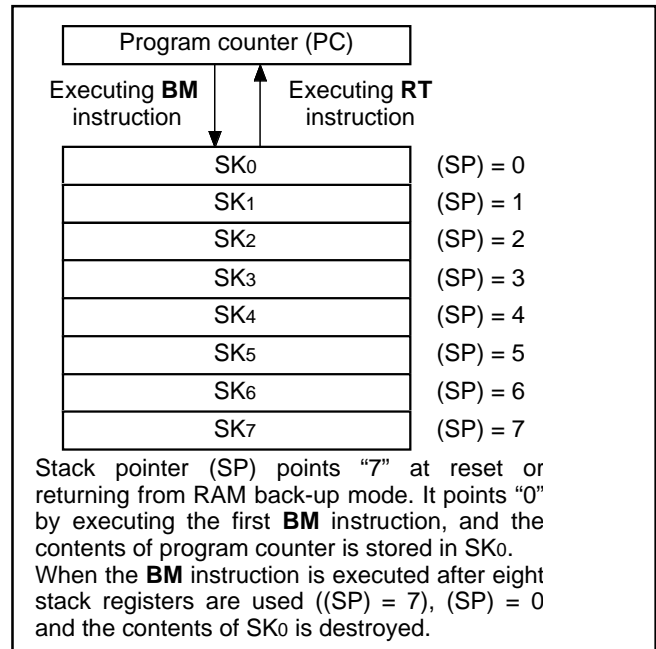 Program counter (PC)
Executing BM
instruction
Executing RT
instruction
SK0 (SP) = 0
SK1 (SP) = 1
SK2 (SP) = 2
SK3 (SP) = 3
SK4 (SP) = 4
SK5 (SP) = 5
SK6 (SP) = 6
SK7 (SP) = 7
Stack pointer (SP) points “7” at reset or
returning from RAM back-up mode. It points “0”
by executing the first BM instruction, and the
contents of program counter is stored in SK0.
When the BM instruction is executed after eight
stack registers are used ((SP) = 7), (SP) = 0
and the contents of SK0 is destroyed.